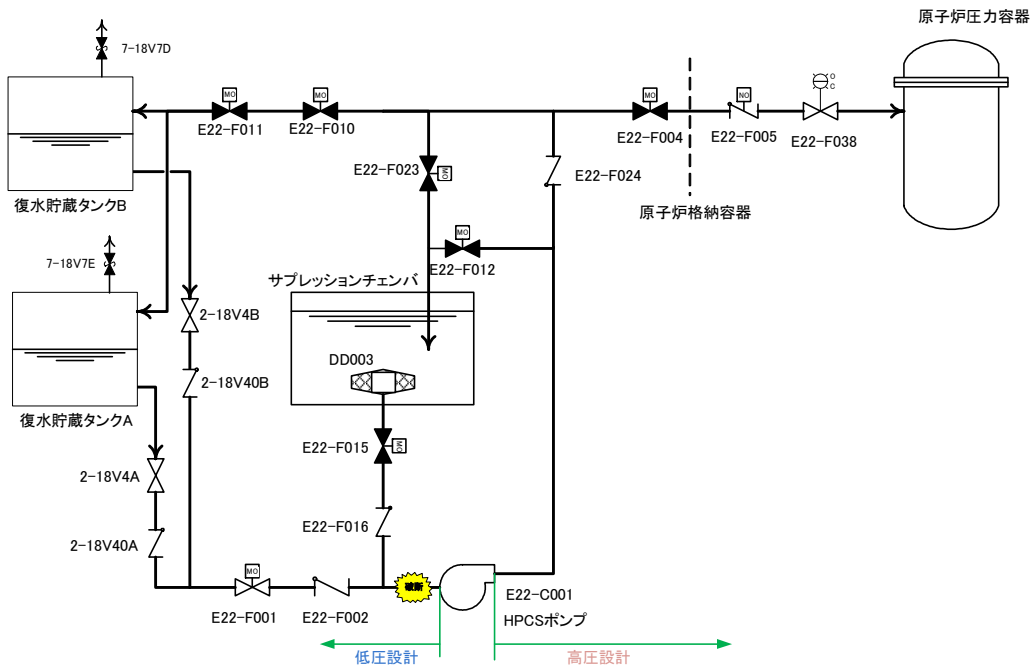 原子炉圧力容器
7-18V7D
MO
MO
MO
NO
O
C
E22-F011
E22-F010
E22-F004
E22-F005
E22-F038
E22-F023
MO
E22-F024
復水貯蔵タンクB
原子炉格納容器
MO
7-18V7E
E22-F012
サプレッションチェンバ
2-18V4B
DD003
2-18V40B
復水貯蔵タンクA
E22-F015
MO
2-18V4A
E22-F016
2-18V40A
MO
破断
E22-C001
E22-F001
E22-F002
HPCSポンプ
低圧設計
高圧設計